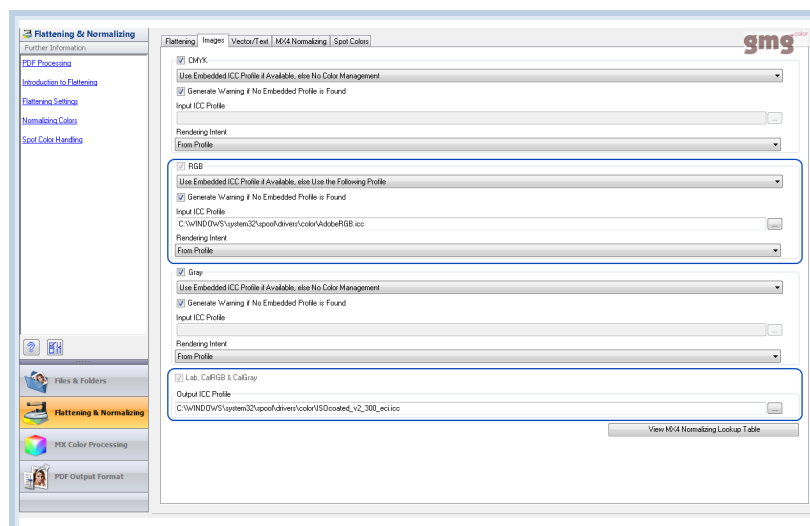 Flattening & Normalizing
Further Information
PDF Processing
Introduction to Flattening
Flattening Settings
Normalizing Colors
Spot Color Handling
Files & Folders
Flattening & Normalizing
MX Color Processing
PDF Output Format
Flattening Images Vector/Text MX4 Normalizing Spot Colors
gmg color
CMYK
Use Embedded ICC Profile if Available, else No Color Management
Generate Warning if No Embedded Profile is Found
Input ICC Profile
...
Rendering Intent
From Profile
RGB
Use Embedded ICC Profile if Available, else Use the Following Profile
Generate Warning if No Embedded Profile is Found
Input ICC Profile
C:\WINDOWS\system32\spool\drivers\color\AdobeRGB.icc
...
Rendering Intent
From Profile
Gray
Use Embedded ICC Profile if Available, else No Color Management
Generate Warning if No Embedded Profile is Found
Input ICC Profile
...
Rendering Intent
From Profile
Lab, CalRGB & CalGray
Output ICC Profile
C:\WINDOWS\system32\spool\drivers\color\ISOcoated_v2_300_eci.icc
...
View MX4 Normalizing Lookup Table